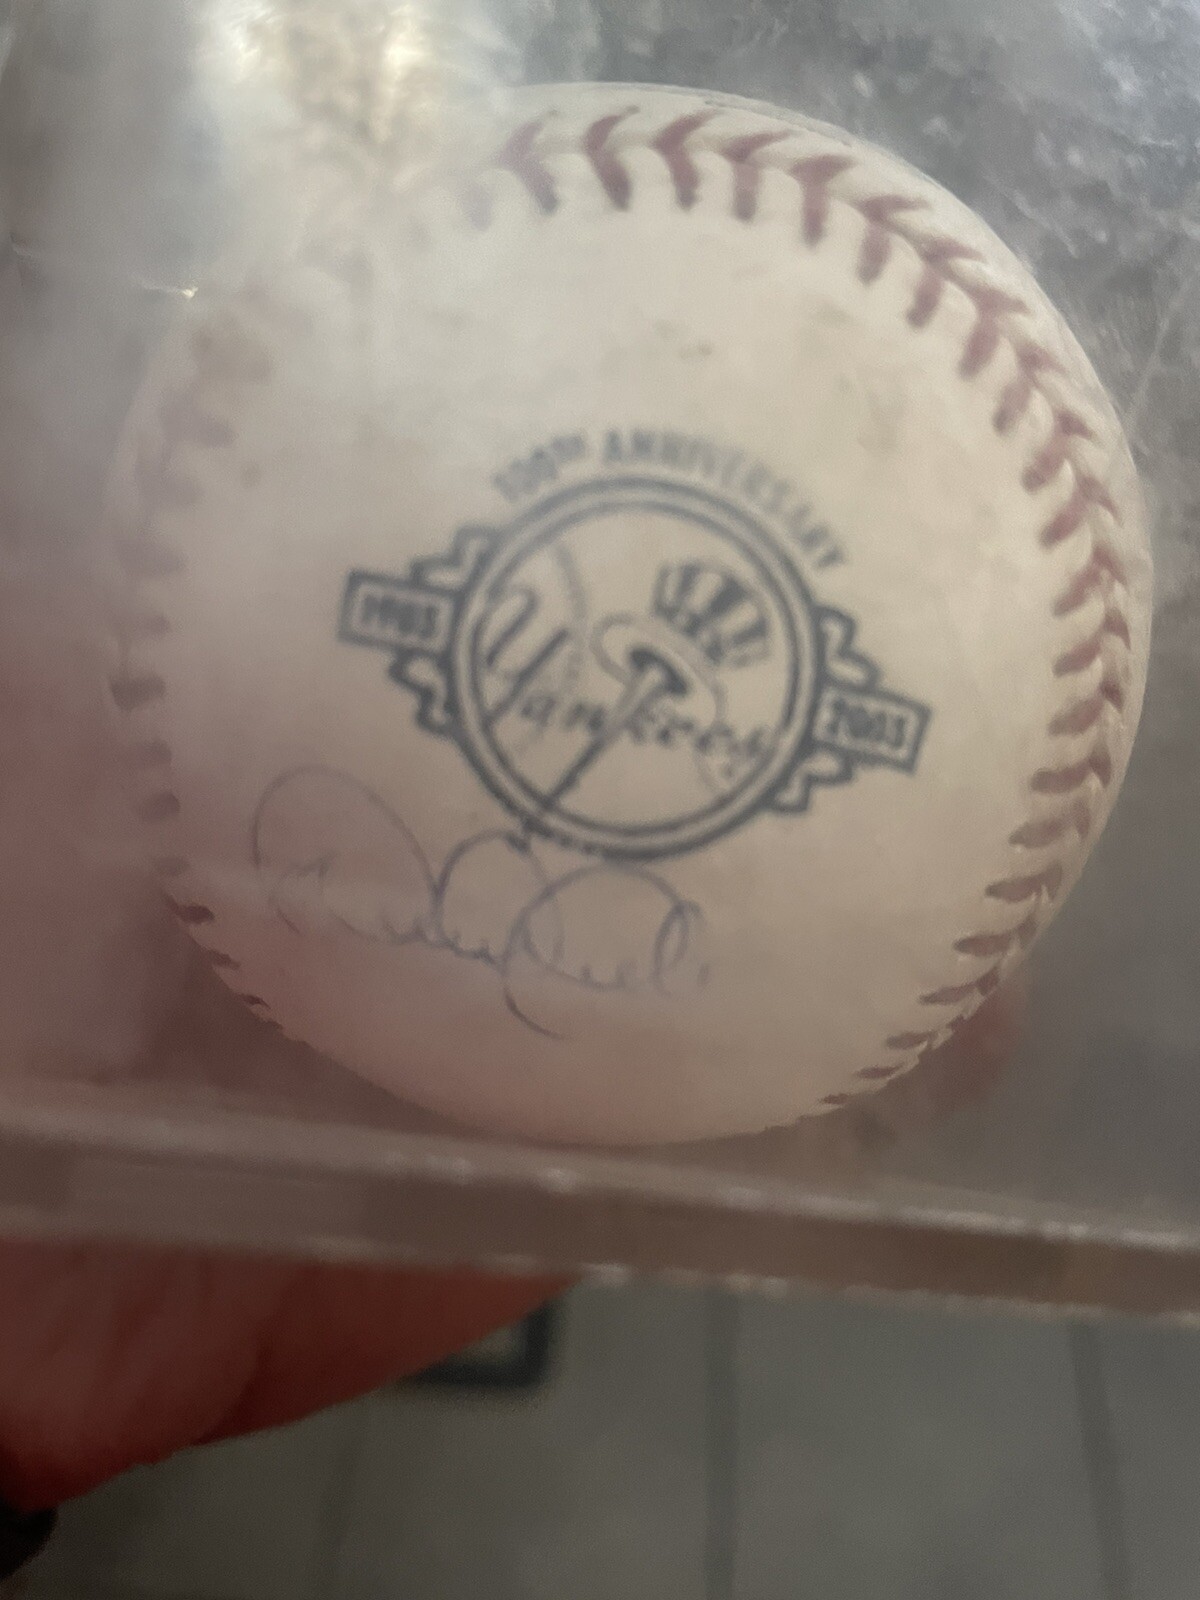 100TH ANNIVERSARY
1903
Yankees
2003